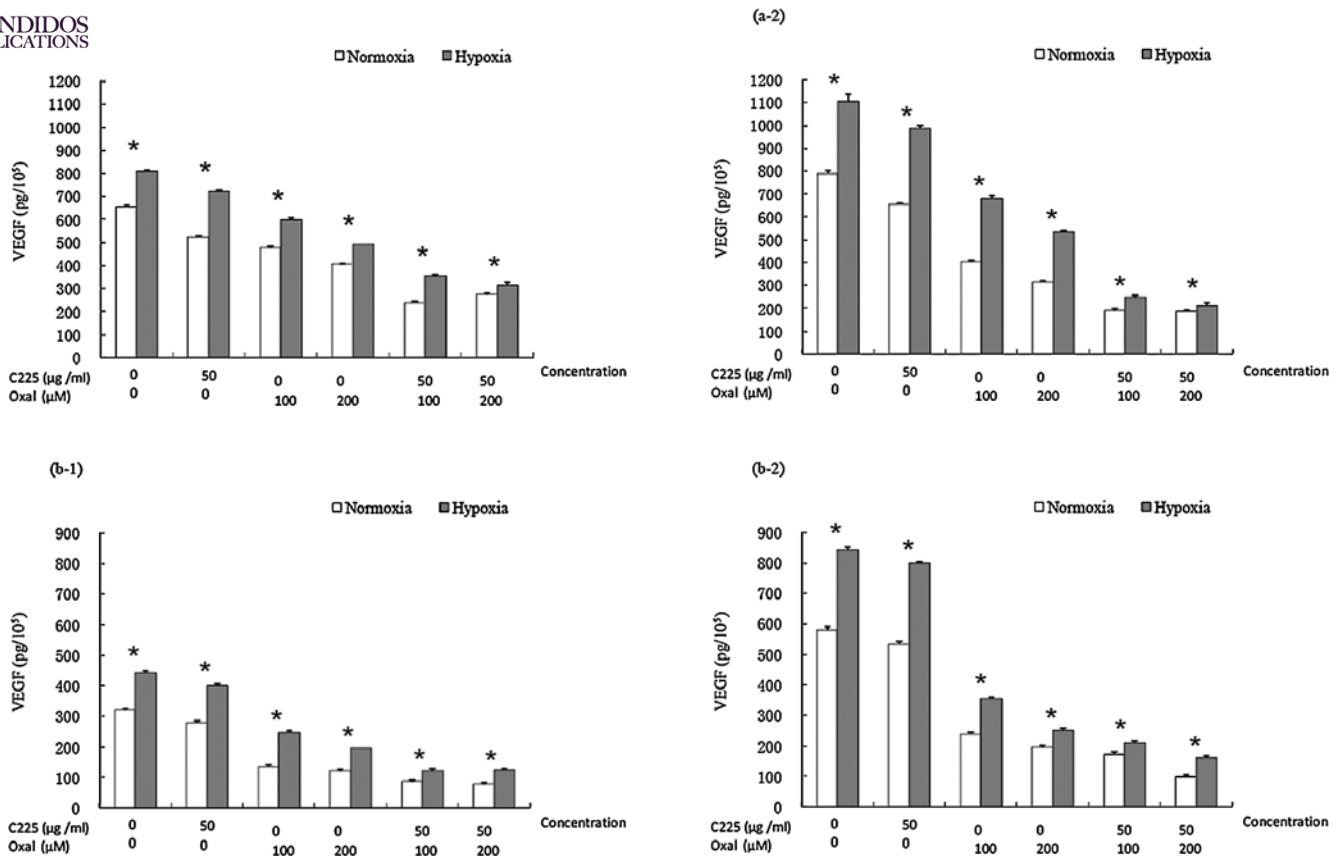 NDIDOS
LICATIONS
Normoxia Hypoxia
1200
1100
1000
900
800
700
600
500
400
300
200
100
0
VEGF (pg/10⁵)
* * * * * *
C225 (µg /ml) 0 50 0 0 50 50 Concentration
Oxal (µM) 0 0 100 200 100 200
(a-2)
Normoxia Hypoxia
1200
1100
1000
900
800
700
600
500
400
300
200
100
0
VEGF (pg/10⁵)
* * * * * *
C225 (µg /ml) 0 50 0 0 50 50 Concentration
Oxal (µM) 0 0 100 200 100 200
(b-1)
Normoxia Hypoxia
900
800
700
600
500
400
300
200
100
0
VEGF (pg/10⁵)
* * * * * *
C225 (µg /ml) 0 50 0 0 50 50 Concentration
Oxal (µM) 0 0 100 200 100 200
(b-2)
Normoxia Hypoxia
900
800
700
600
500
400
300
200
100
0
VEGF (pg/10⁵)
* * * * * *
C225 (µg /ml) 0 50 0 0 50 50 Concentration
Oxal (µM) 0 0 100 200 100 200